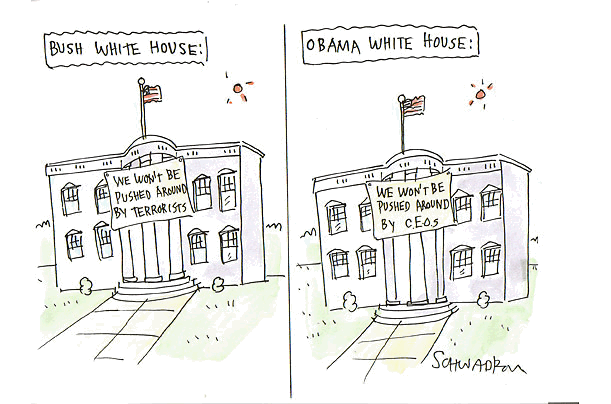 BUSH WHITE HOUSE:
WE WON'T BE
PUSHED AROUND
BY TERRORISTS
OBAMA WHITE HOUSE:
WE WON'T BE
PUSHED AROUND
BY C.E.O.s
SCHWADRON